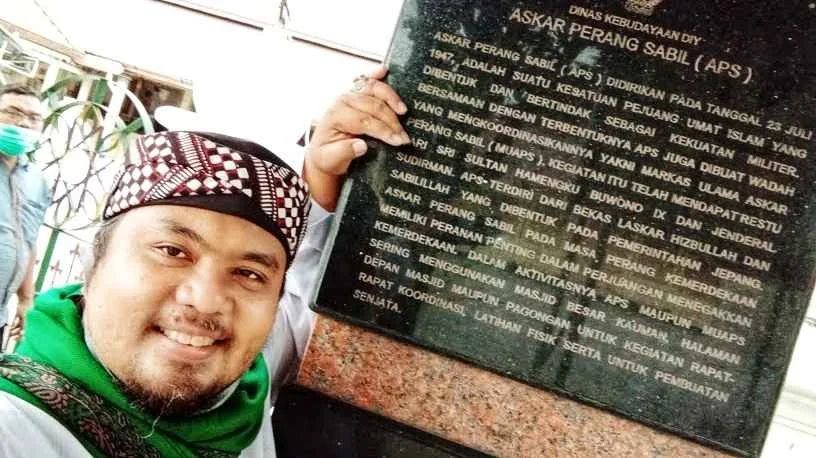 DINAS KEBUDAYAAN DIY
ASKAR PERANG SABIL ( APS )
ASKAR PERANG SABIL ( APS ) DIDIRIKAN PADA TANGGAL 23 JULI
1947, ADALAH SUATU KESATUAN PEJUANG UMAT ISLAM YANG
DIBENTUK DAN BERTINDAK SEBAGAI KEKUATAN MILITER.
BERSAMAAN DENGAN TERBENTUKNYA APS JUGA DIBUAT WADAH
YANG MENGKOORDINASIKANNYA YAKNI MARKAS ULAMA ASKAR
PERANG SABIL ( MUAPS ). KEGIATAN ITU TELAH MENDAPAT RESTU
DARI SRI SULTAN HAMENGKU BUWONO IX DAN JENDERAL
SUDIRMAN. APS-TERDIRI DARI BEKAS LASKAR HIZBULLAH DAN
SABILILLAH YANG DIBENTUK PADA PEMERINTAHAN JEPANG.
ASKAR PERANG SABIL PADA MASA PERANG KEMERDEKAAN
MEMILIKI PERANAN PENTING DALAM PERJUANGAN MENEGAKKAN
KEMERDEKAAN. DALAM AKTIVITASNYA APS MAUPUN MUAPS
SERING MENGGUNAKAN MASJID BESAR KAUMAN, HALAMAN
DEPAN MASJID MAUPUN PAGONGAN UNTUK KEGIATAN RAPAT-
RAPAT KOORDINASI, LATIHAN FISIK SERTA UNTUK PEMBUATAN
SENJATA.